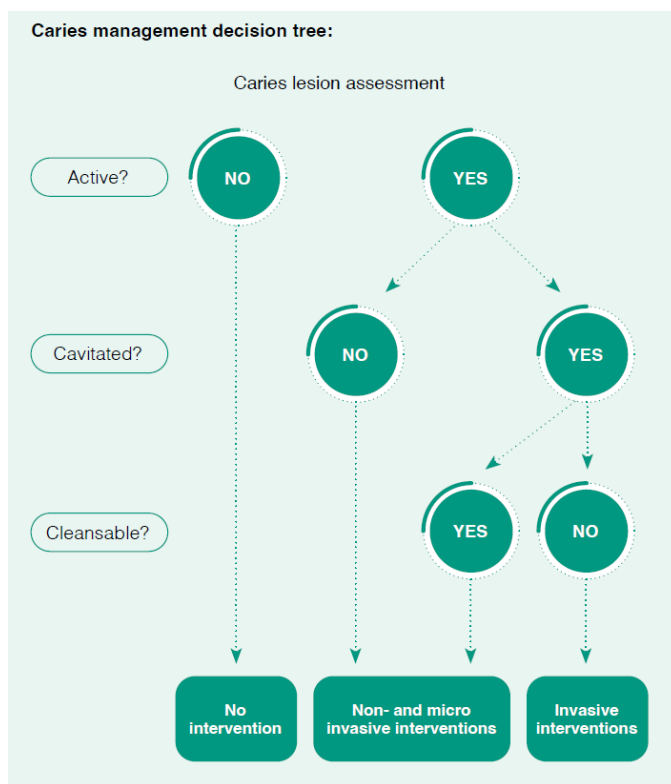 Caries management decision tree:
Caries lesion assessment
Active?
NO
YES
Cavitated?
NO
YES
Cleansable?
YES
NO
No
intervention
Non- and micro
invasive interventions
Invasive
interventions